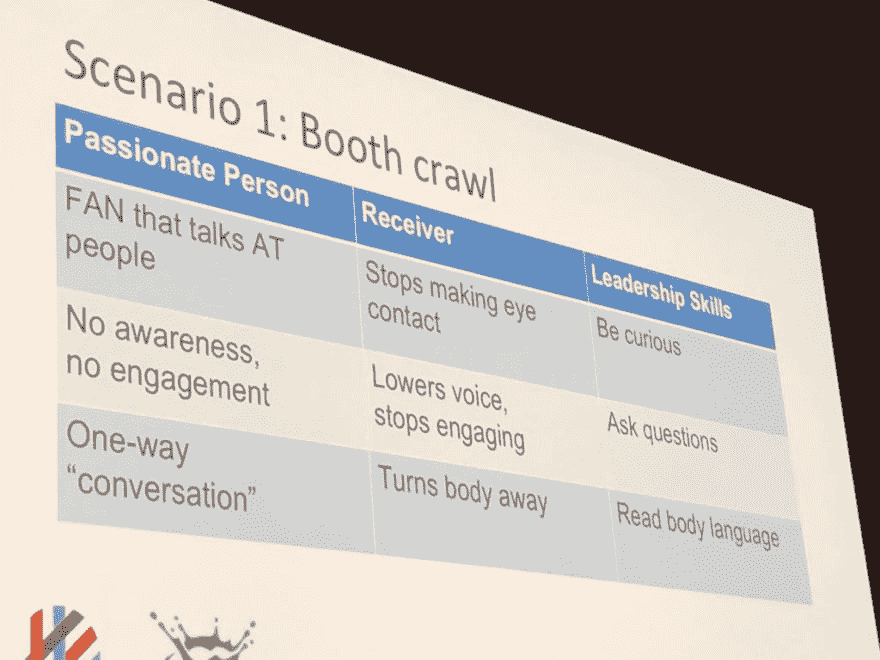 Scenario 1: Booth crawl
Passionate Person
Receiver
Leadership Skills
FAN that talks AT
people
Stops making eye
contact
Be curious
No awareness,
no engagement
Lowers voice,
stops engaging
Ask questions
One-way
“conversation”
Turns body away
Read body language